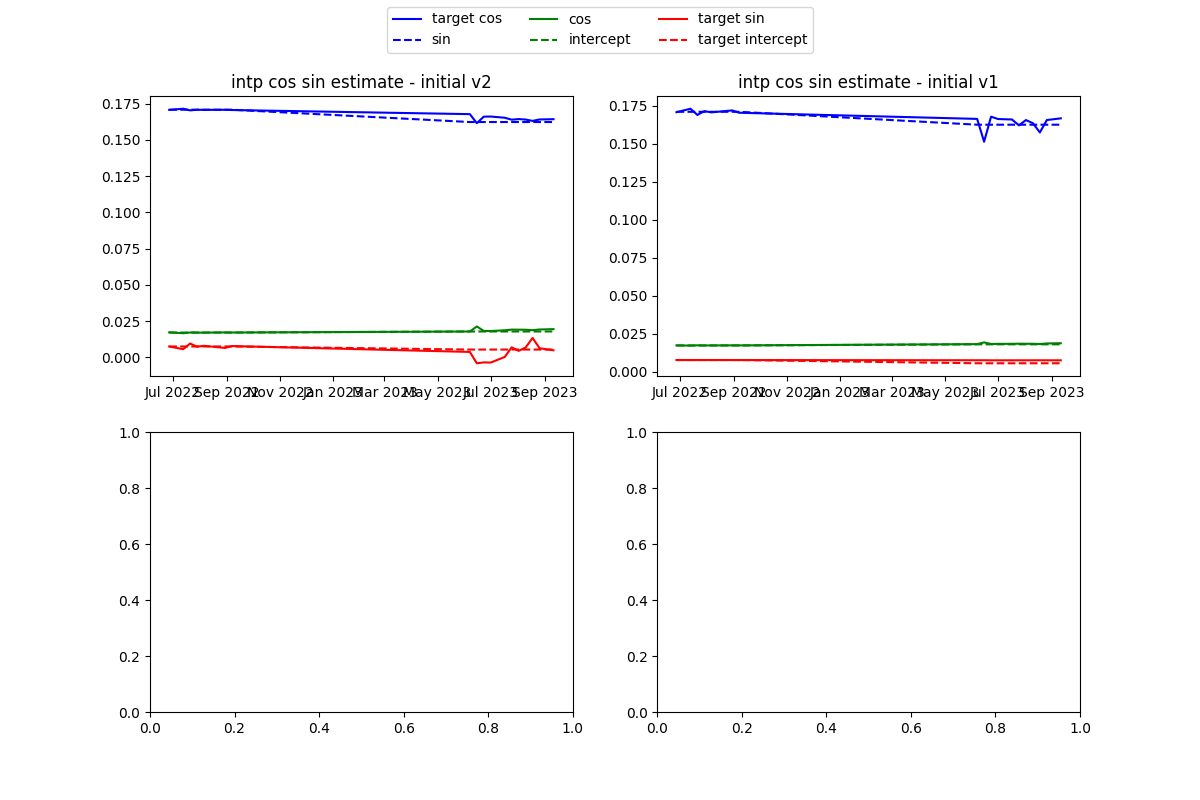 target cos cos target sin
sin intercept target intercept
intp cos sin estimate - initial v2 intp cos sin estimate - initial v1
0.175 0.175
0.150 0.150
0.125 0.125
0.100 0.100
0.075 0.075
0.050 0.050
0.025 0.025
0.000 0.000
Jul 2022 Sep 2022 Nov 2022 Jan 2023 Mar 2023 May 2023 Jul 2023 Sep 2023 Jul 2022 Sep 2022 Nov 2022 Jan 2023 Mar 2023 May 2023 Jul 2023 Sep 2023
1.0 1.0
0.8 0.8
0.6 0.6
0.4 0.4
0.2 0.2
0.0 0.0
0.0 0.2 0.4 0.6 0.8 1.0 0.0 0.2 0.4 0.6 0.8 1.0